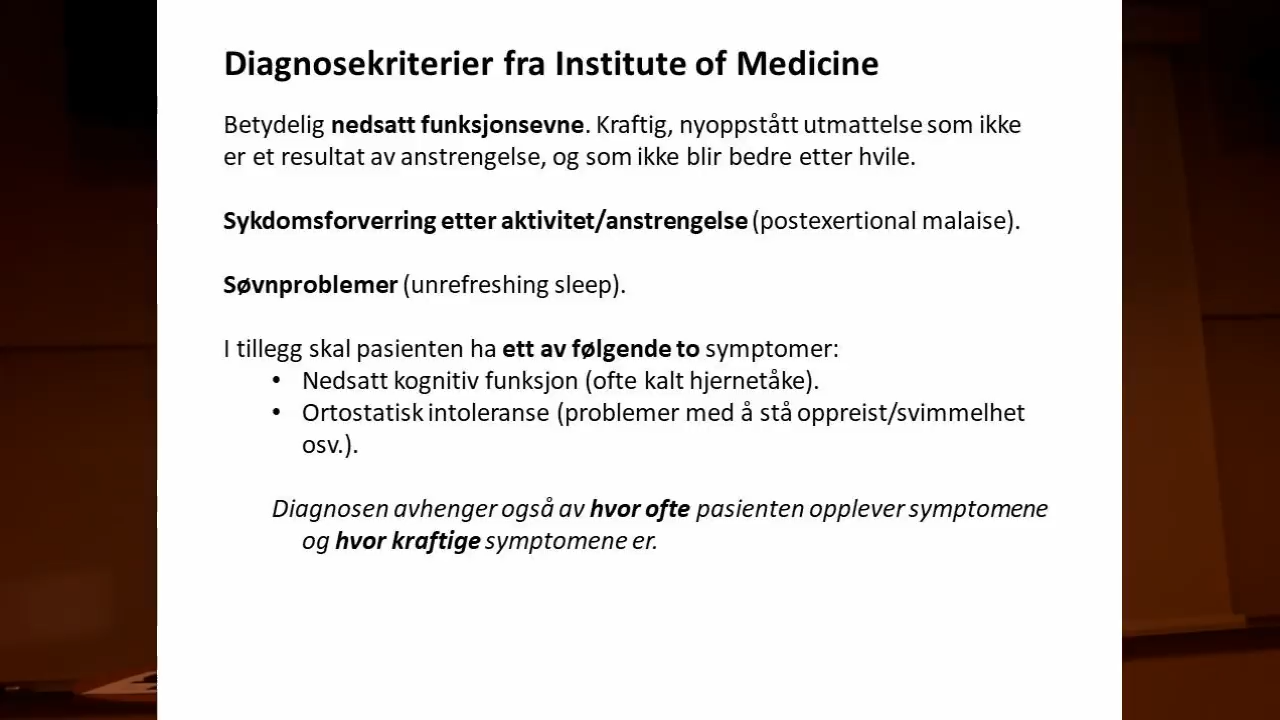 Diagnosekriterier fra Institute of Medicine
Betydelig nedsatt funksjonsevne. Kraftig, nyoppstått utmattelse som ikke
er et resultat av anstrengelse, og som ikke blir bedre etter hvile.
Sykdomsforverring etter aktivitet/anstrengelse (postexertional malaise).
Søvnproblemer (unrefreshing sleep).
I tillegg skal pasienten ha ett av følgende to symptomer:
• Nedsatt kognitiv funksjon (ofte kalt hjernetåke).
• Ortostatisk intoleranse (problemer med å stå oppreist/svimmelhet
osv.).
Diagnosen avhenger også av hvor ofte pasienten opplever symptomene
og hvor kraftige symptomene er.